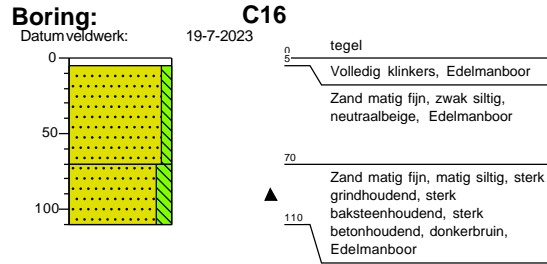 Boring: C16
Datum veldwerk: 19-7-2023
0
50
100
0 tegel
5
Volledig klinkers, Edelmanboor
Zand matig fijn, zwak siltig,
neutraalbeige, Edelmanboor
70
Zand matig fijn, matig siltig, sterk
grindhoudend, sterk
baksteenhoudend, sterk
110 betonhoudend, donkerbruin,
Edelmanboor